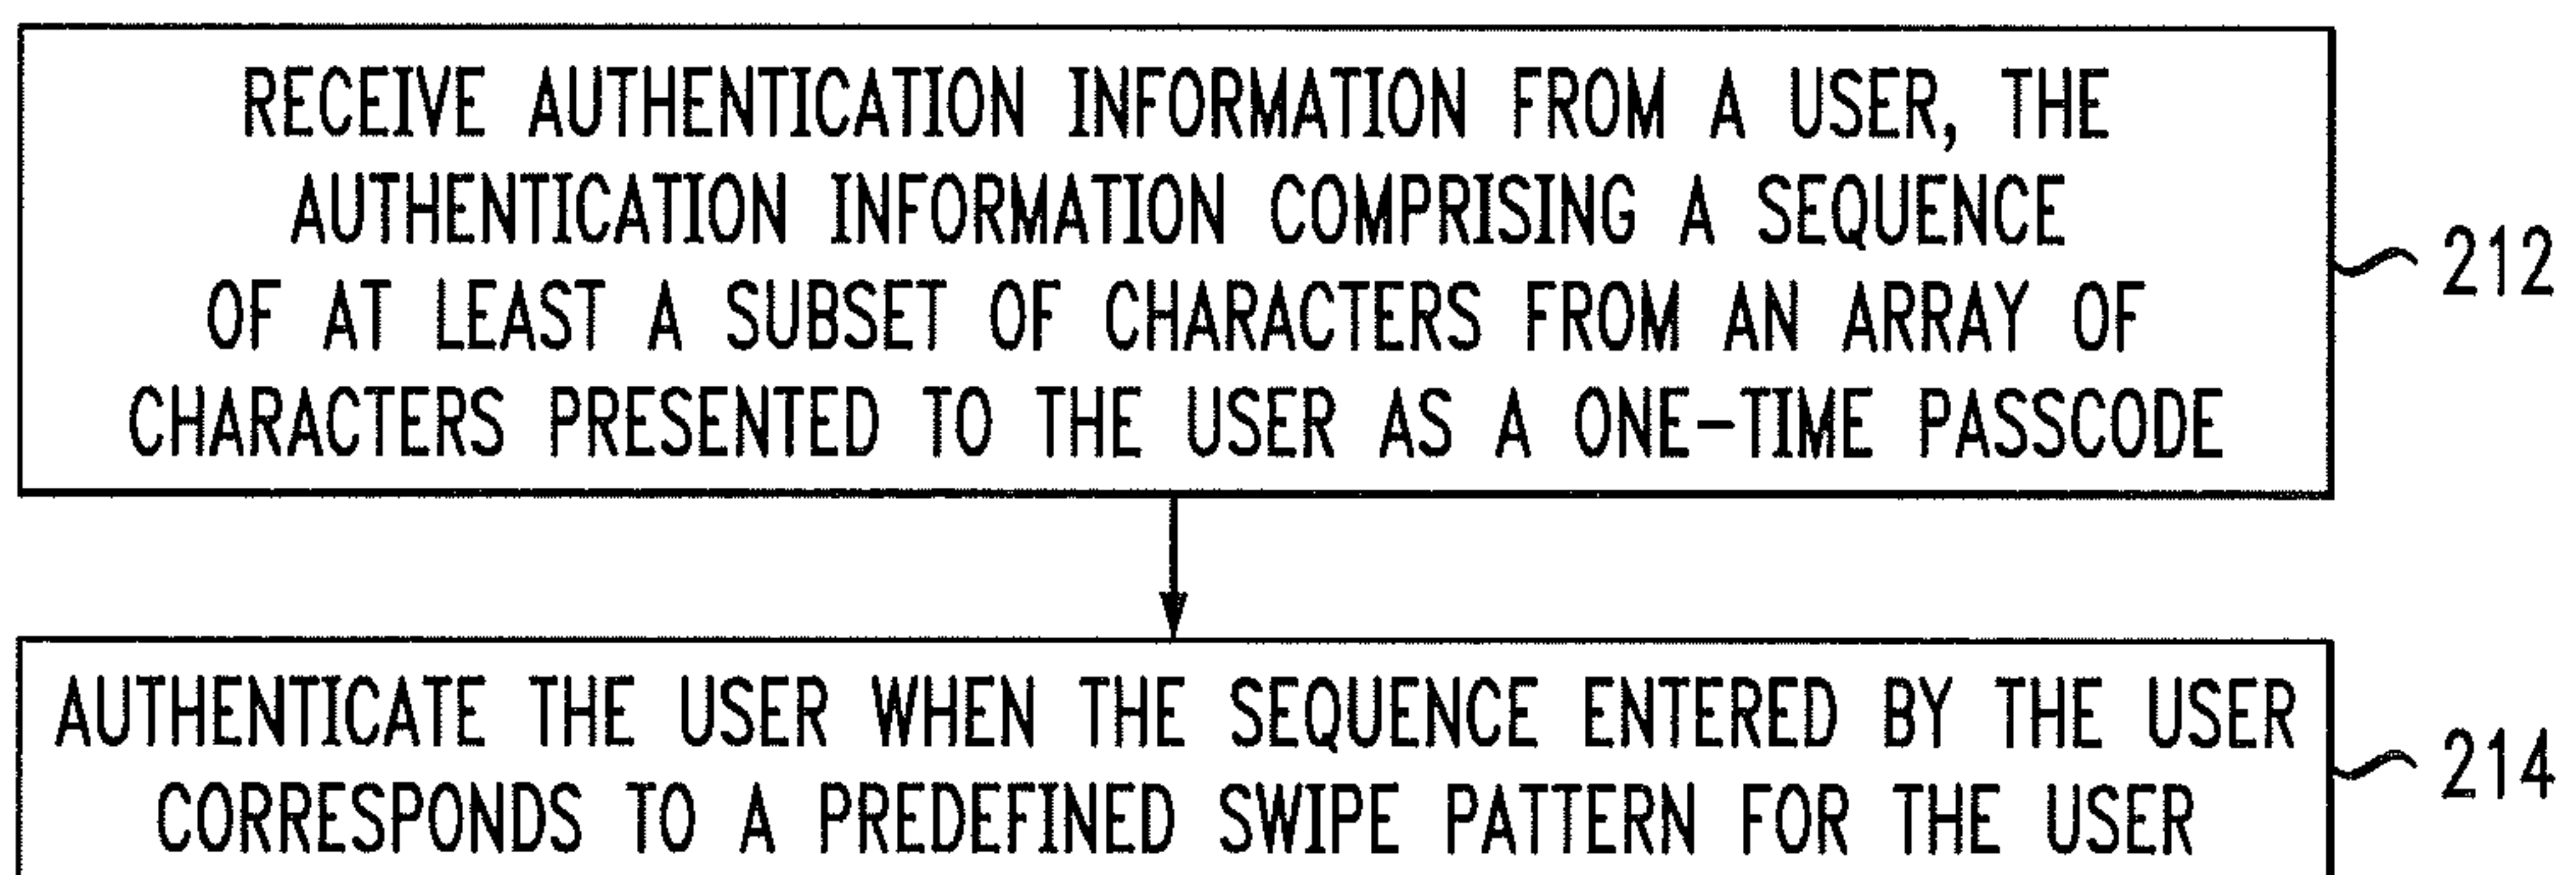 RECEIVE AUTHENTICATION INFORMATION FROM A USER, THE
AUTHENTICATION INFORMATION COMPRISING A SEQUENCE
OF AT LEAST A SUBSET OF CHARACTERS FROM AN ARRAY OF
CHARACTERS PRESENTED TO THE USER AS A ONE-TIME PASSCODE
212
AUTHENTICATE THE USER WHEN THE SEQUENCE ENTERED BY THE USER
CORRESPONDS TO A PREDEFINED SWIPE PATTERN FOR THE USER
214